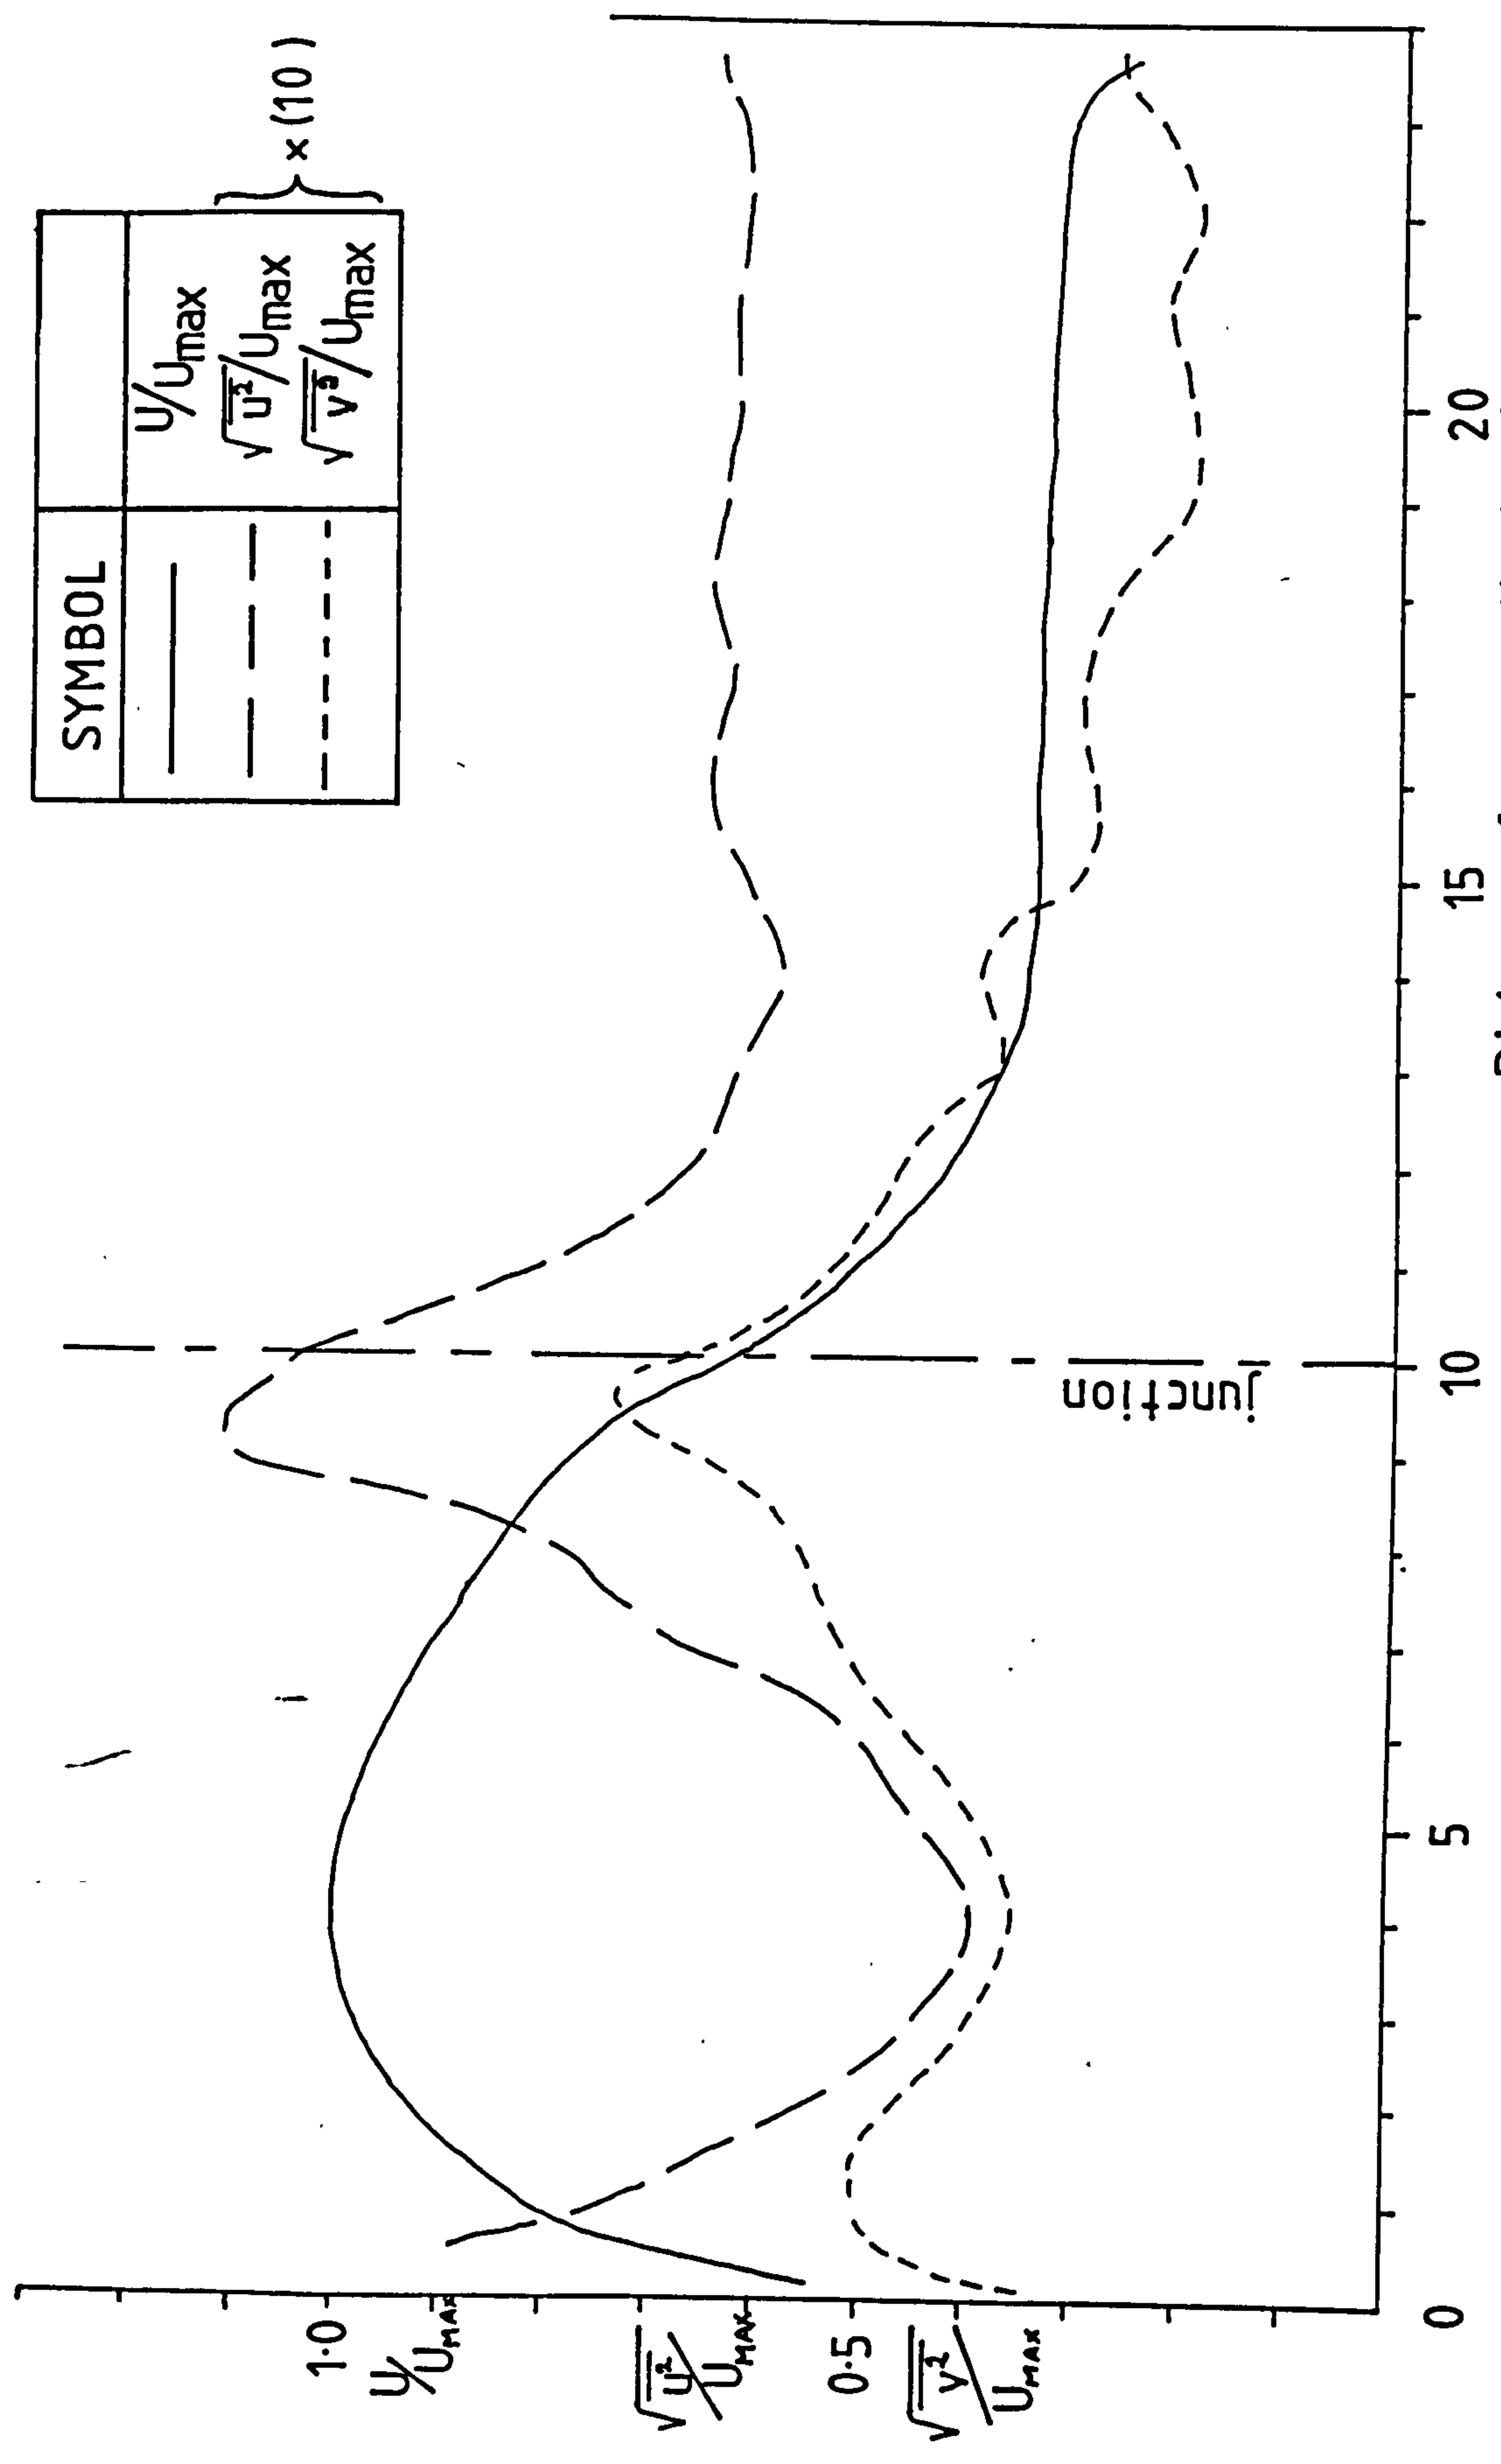 SYMBOL
U/Umax
√u²/Umax
√v²/Umax
x (10)
1·0
U/UMAX
√u²/UMAX
0·5
√v²/UMAX
junction
0
5
10
15
20